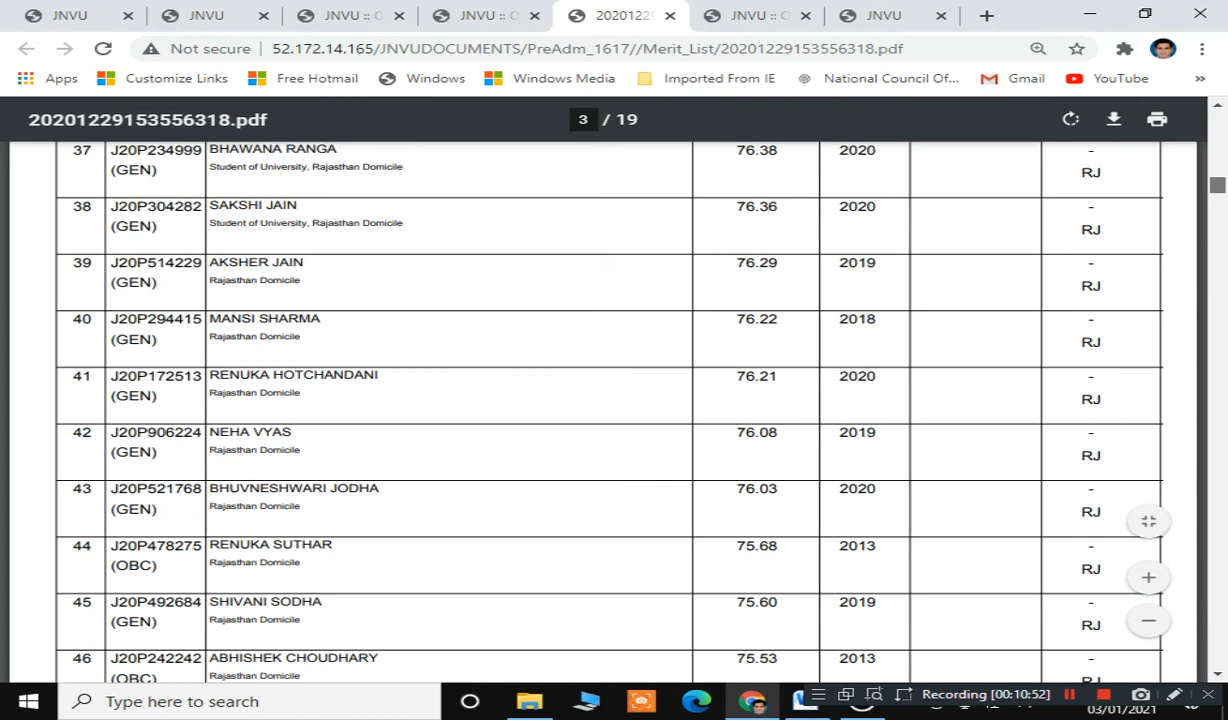 JNVU
JNVU
JNVU :: C
JNVU :: C
20201229
JNVU :: C
JNVU
Not secure | 52.172.14.165/JNVUDOCUMENTS/PreAdm_1617//Merit_List/20201229153556318.pdf
Apps Customize Links Free Hotmail Windows Windows Media Imported From IE National Council Of... Gmail YouTube »
20201229153556318.pdf 3 / 19
37 J20P234999 BHAWANA RANGA 76.38 2020 -
(GEN) Student of University, Rajasthan Domicile RJ
38 J20P304282 SAKSHI JAIN 76.36 2020 -
(GEN) Student of University, Rajasthan Domicile RJ
39 J20P514229 AKSHER JAIN 76.29 2019 -
(GEN) Rajasthan Domicile RJ
40 J20P294415 MANSI SHARMA 76.22 2018 -
(GEN) Rajasthan Domicile RJ
41 J20P172513 RENUKA HOTCHANDANI 76.21 2020 -
(GEN) Rajasthan Domicile RJ
42 J20P906224 NEHA VYAS 76.08 2019 -
(GEN) Rajasthan Domicile RJ
43 J20P521768 BHUVNESHWARI JODHA 76.03 2020 -
(GEN) Rajasthan Domicile RJ
44 J20P478275 RENUKA SUTHAR 75.68 2013 -
(OBC) Rajasthan Domicile RJ
45 J20P492684 SHIVANI SODHA 75.60 2019 -
(GEN) Rajasthan Domicile RJ
46 J20P242242 ABHISHEK CHOUDHARY 75.53 2013 -
(OBC) Rajasthan Domicile RJ
Type here to search
Recording [00:10:52]
03/01/2021